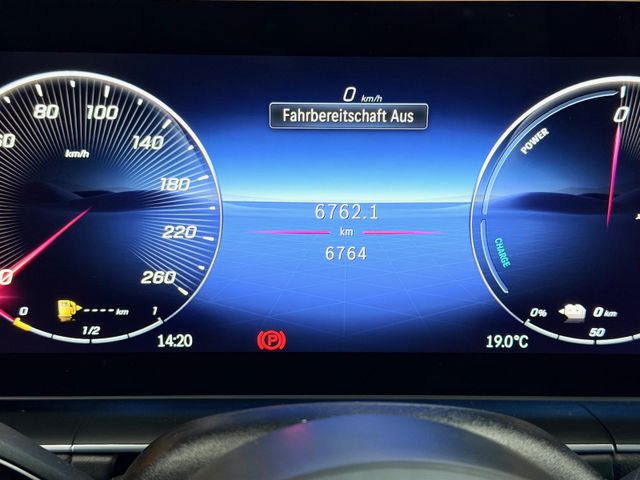 0 km/h
Fahrbereitschaft Aus
80 100 140 180 220 260
km/h
6762.1
km
6764
0 1/2 1
km
14:20
P
POWER
CHARGE
0
0% 50
0 km
19.0°C